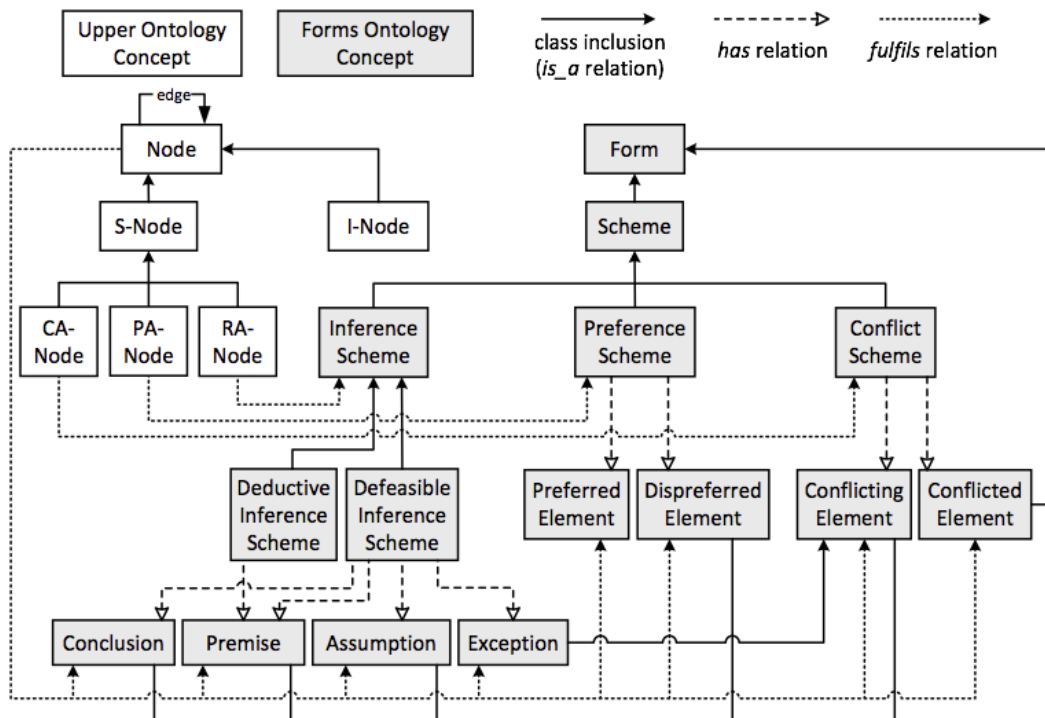 Upper Ontology
Concept
Forms Ontology
Concept
class inclusion
(is_a relation)
has relation
fulfils relation
edge
Node
Form
S-Node
I-Node
Scheme
CA-
Node
PA-
Node
RA-
Node
Inference
Scheme
Preference
Scheme
Conflict
Scheme
Deductive
Inference
Scheme
Defeasible
Inference
Scheme
Preferred
Element
Dispreferred
Element
Conflicting
Element
Conflicted
Element
Conclusion
Premise
Assumption
Exception